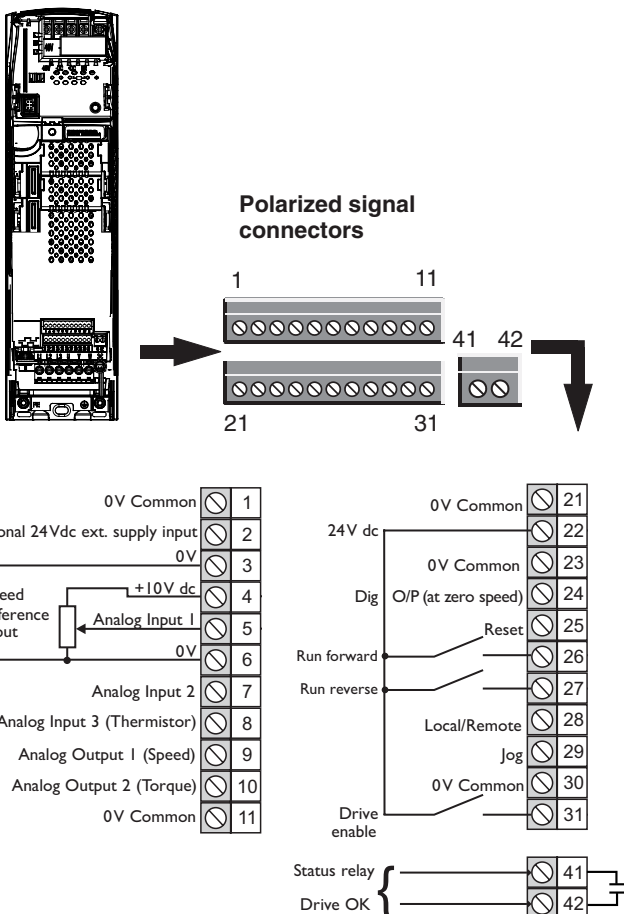 Polarized signal
connectors
1 11
41 42
21 31
0V Common 1
onal 24Vdc ext. supply input 2
0V 3
+10V dc 4
eed
ference
out
Analog Input 1 5
0V 6
Analog Input 2 7
Analog Input 3 (Thermistor) 8
Analog Output 1 (Speed) 9
Analog Output 2 (Torque) 10
0V Common 11
0V Common 21
24V dc 22
0V Common 23
Dig O/P (at zero speed) 24
Reset 25
Run forward 26
Run reverse 27
Local/Remote 28
Jog 29
0V Common 30
Drive
enable
31
Status relay 41
Drive OK 42